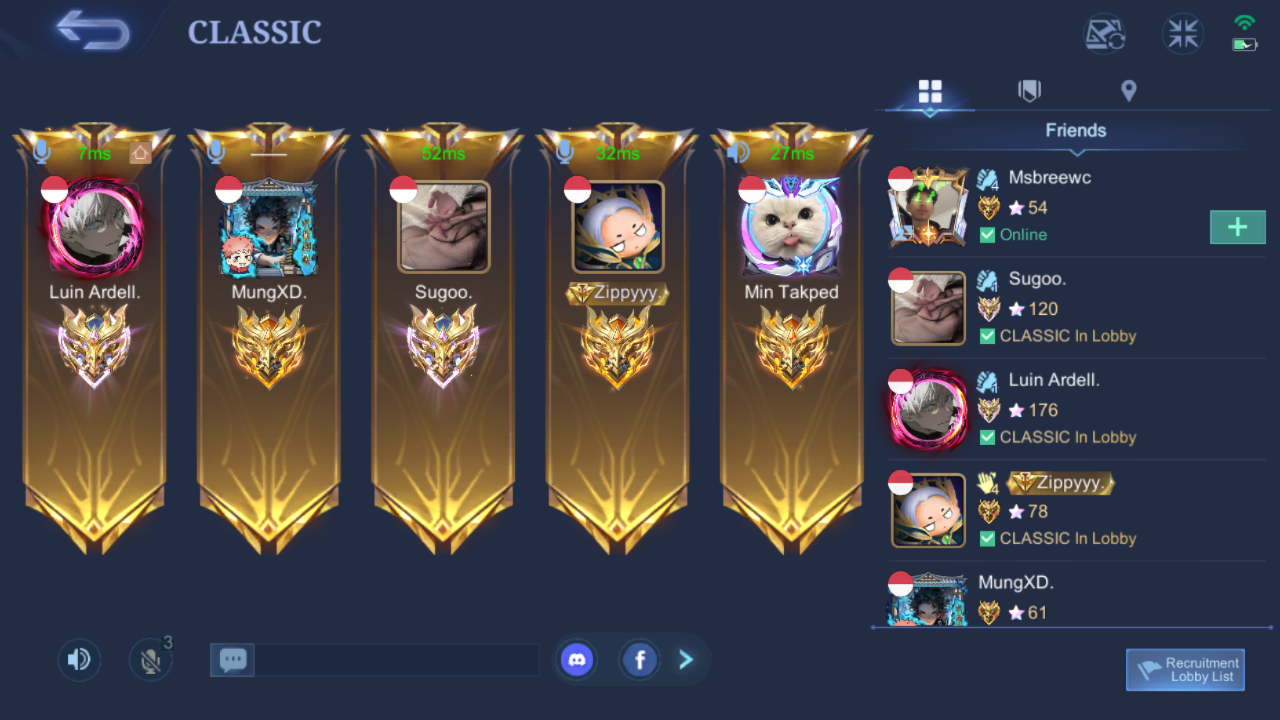 CLASSIC
7ms
52ms
32ms
27ms
Luin Ardell.
MungXD.
Sugoo.
Zippyyy.
Min Takped
3
Friends
4
Msbreewc
54
Online
Sugoo.
120
CLASSIC In Lobby
Luin Ardell.
176
CLASSIC In Lobby
4
Zippyyy.
78
CLASSIC In Lobby
MungXD.
61
Recruitment
Lobby List